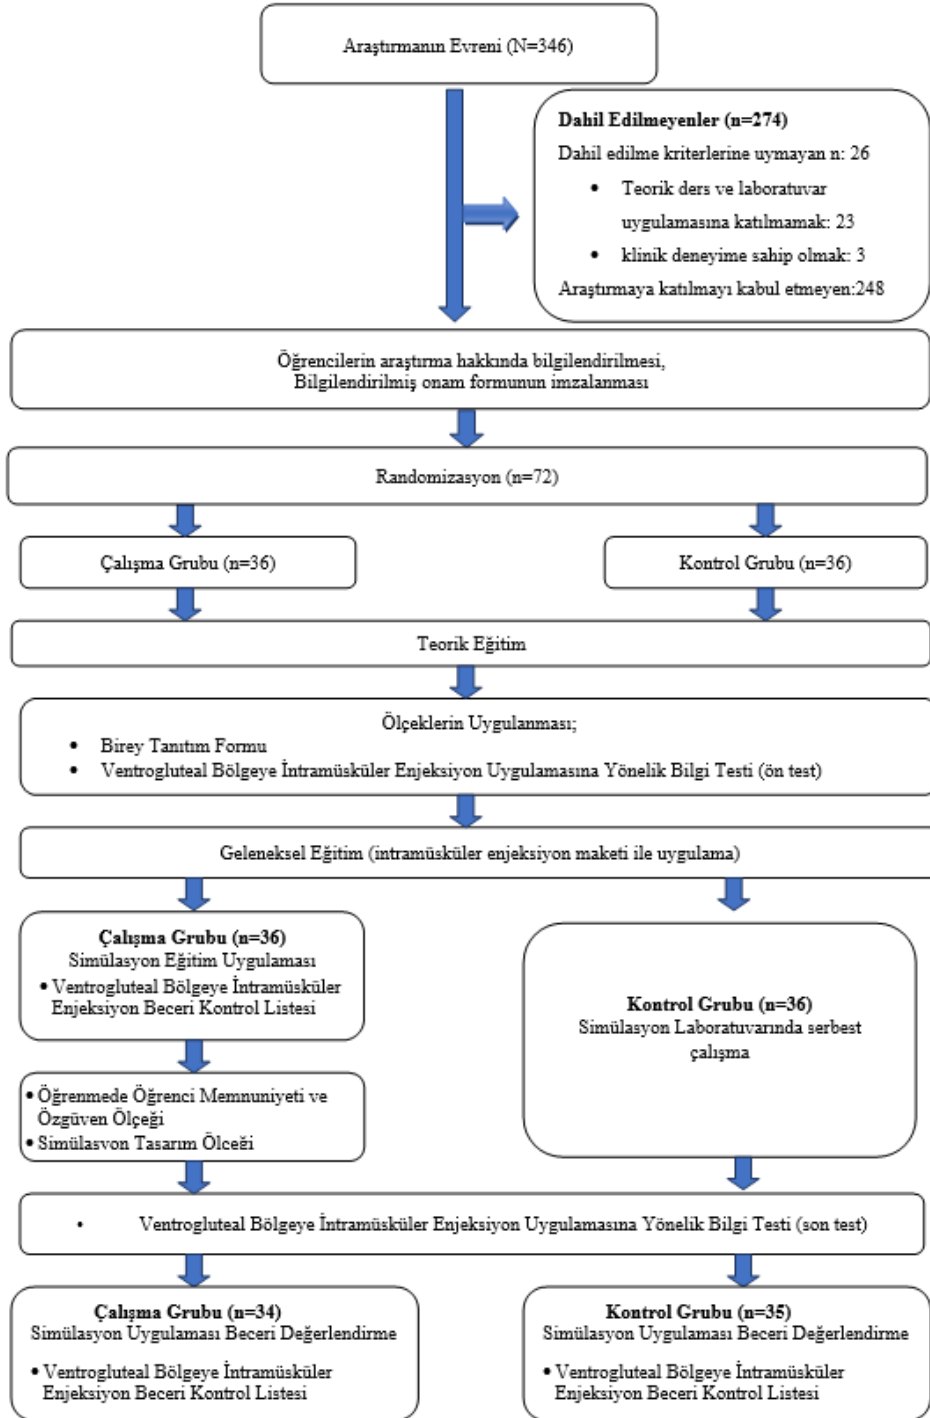 Araştırmanın Evreni (N=346)
Dahil Edilmeyenler (n=274)
Dahil edilme kriterlerine uymayan n: 26
• Teorik ders ve laboratuvar
uygulamasına katılmamak: 23
• klinik deneyime sahip olmak: 3
Araştırmaya katılmayı kabul etmeyen:248
Öğrencilerin araştırma hakkında bilgilendirilmesi,
Bilgilendirilmiş onam formunun imzalanması
Randomizasyon (n=72)
Çalışma Grubu (n=36)
Kontrol Grubu (n=36)
Teorik Eğitim
Ölçeklerin Uygulanması;
• Birey Tanıtım Formu
• Ventrogluteal Bölgeye İntramüsküler Enjeksiyon Uygulamasına Yönelik Bilgi Testi (ön test)
Geleneksel Eğitim (intramüsküler enjeksiyon maketi ile uygulama)
Çalışma Grubu (n=36)
Simülasyon Eğitim Uygulaması
• Ventrogluteal Bölgeye İntramüsküler
Enjeksiyon Beceri Kontrol Listesi
Kontrol Grubu (n=36)
Simülasyon Laboratuvarında serbest
çalışma
• Öğrenmede Öğrenci Memnuniyeti ve
Özgüven Ölçeği
• Simülasyon Tasarım Ölçeği
• Ventrogluteal Bölgeye İntramüsküler Enjeksiyon Uygulamasına Yönelik Bilgi Testi (son test)
Çalışma Grubu (n=34)
Simülasyon Uygulaması Beceri Değerlendirme
• Ventrogluteal Bölgeye İntramüsküler
Enjeksiyon Beceri Kontrol Listesi
Kontrol Grubu (n=35)
Simülasyon Uygulaması Beceri Değerlendirme
• Ventrogluteal Bölgeye İntramüsküler
Enjeksiyon Beceri Kontrol Listesi